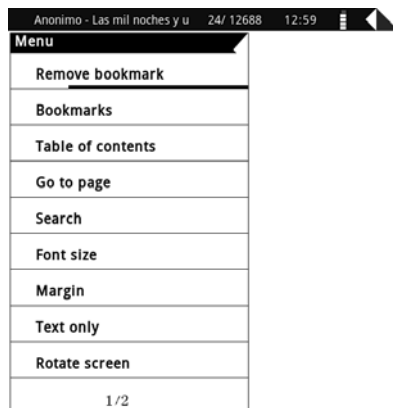 Anonimo - Las mil noches y u 24/ 12688 12:59
Menu
Remove bookmark
Bookmarks
Table of contents
Go to page
Search
Font size
Margin
Text only
Rotate screen
1/2